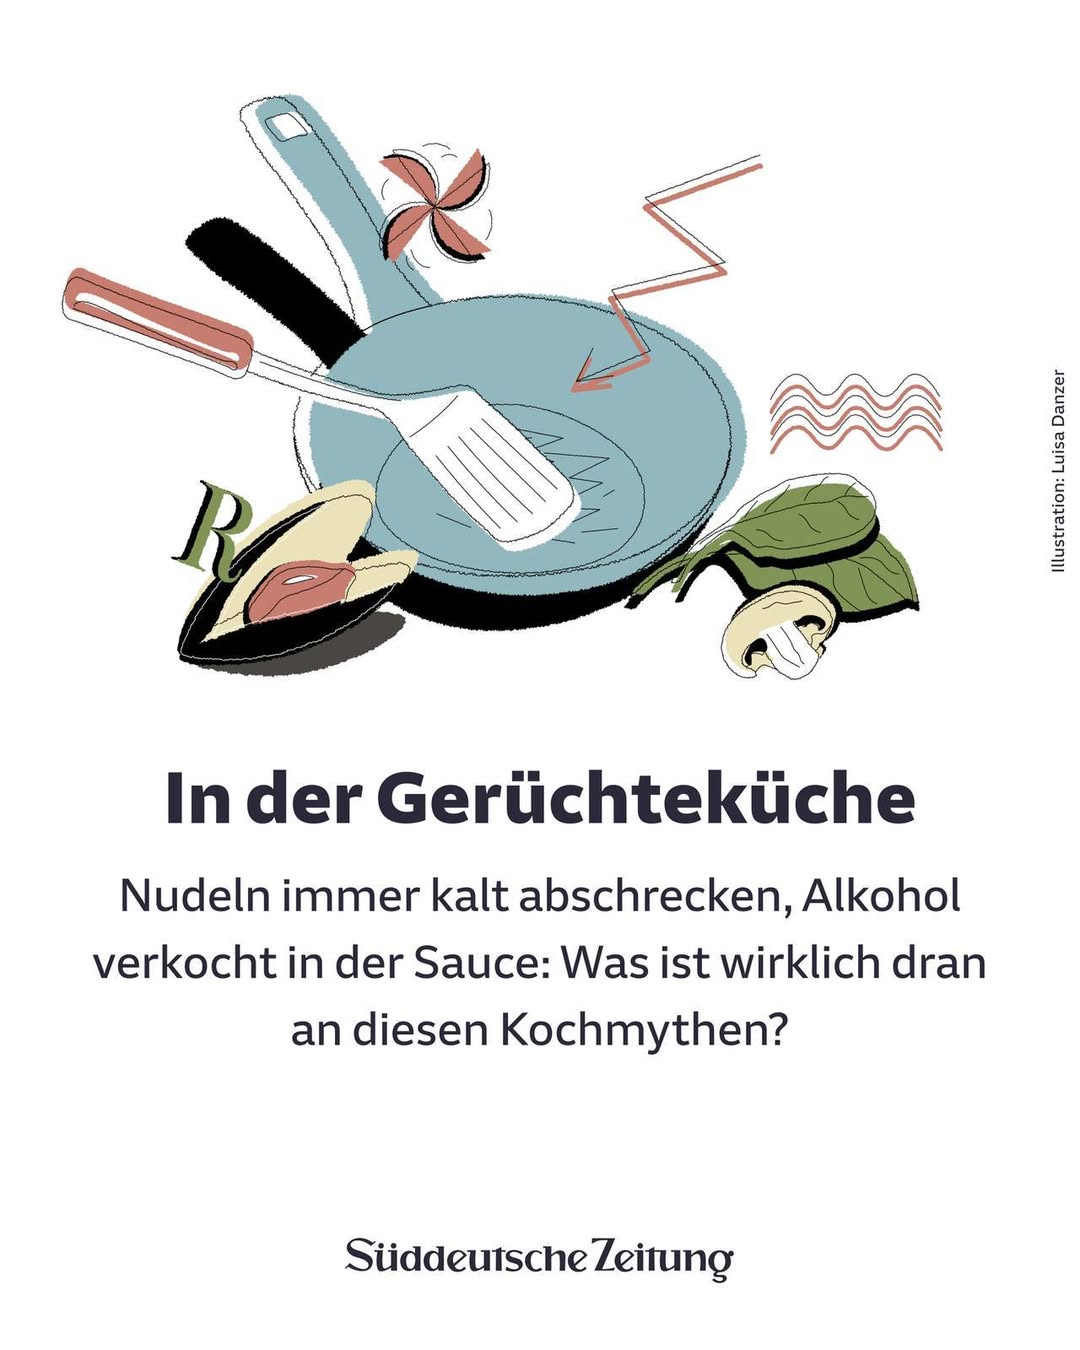 R
Illustration: Luisa Danzer
In der Gerüchteküche
Nudeln immer kalt abschrecken, Alkohol
verkocht in der Sauce: Was ist wirklich dran
an diesen Kochmythen?
Süddeutsche Zeitung